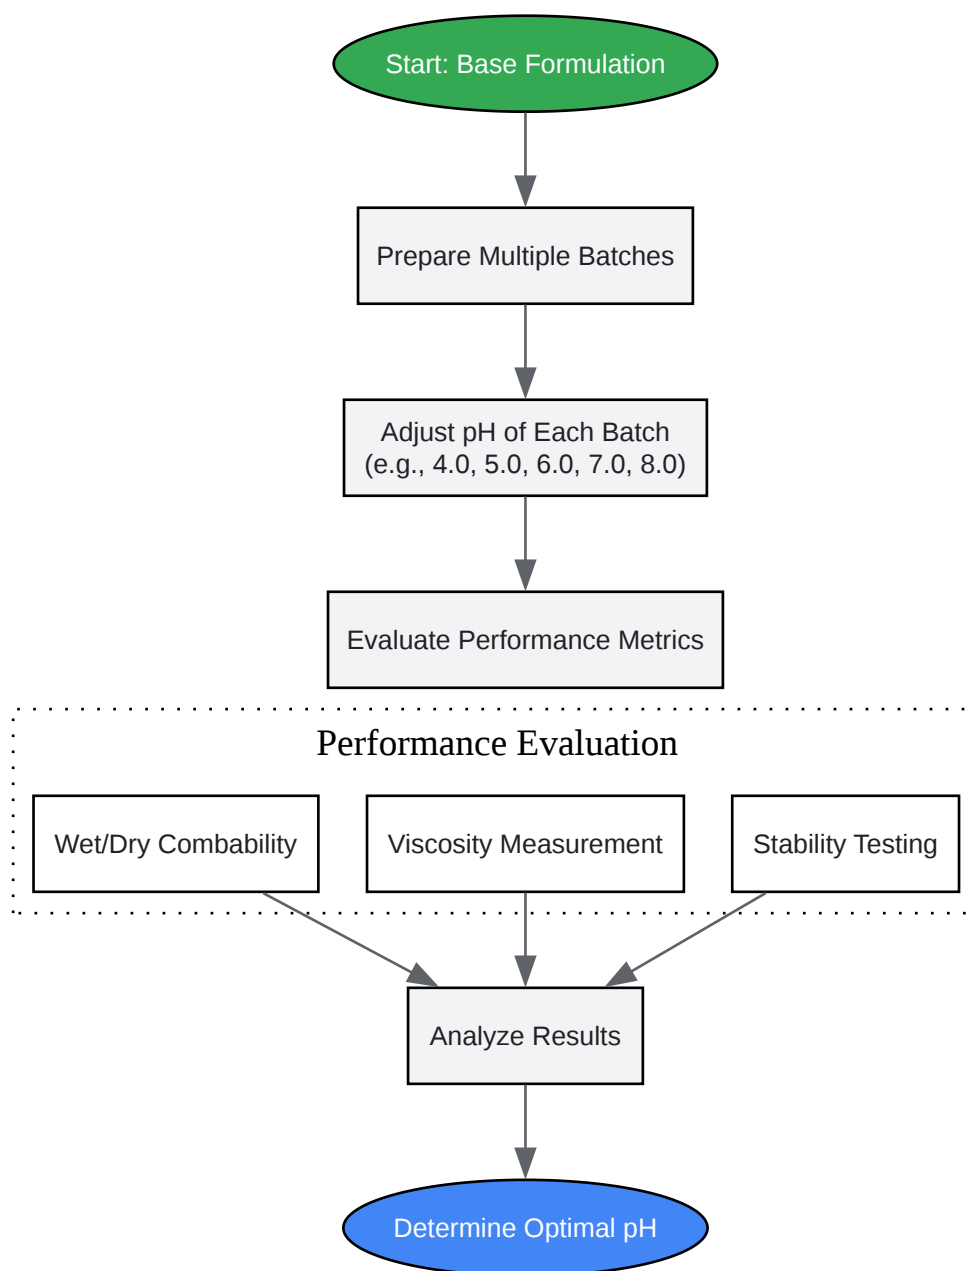 Start: Base Formulation
Prepare Multiple Batches
Adjust pH of Each Batch
(e.g., 4.0, 5.0, 6.0, 7.0, 8.0)
Evaluate Performance Metrics
Performance Evaluation
Wet/Dry Combability
Viscosity Measurement
Stability Testing
Analyze Results
Determine Optimal pH